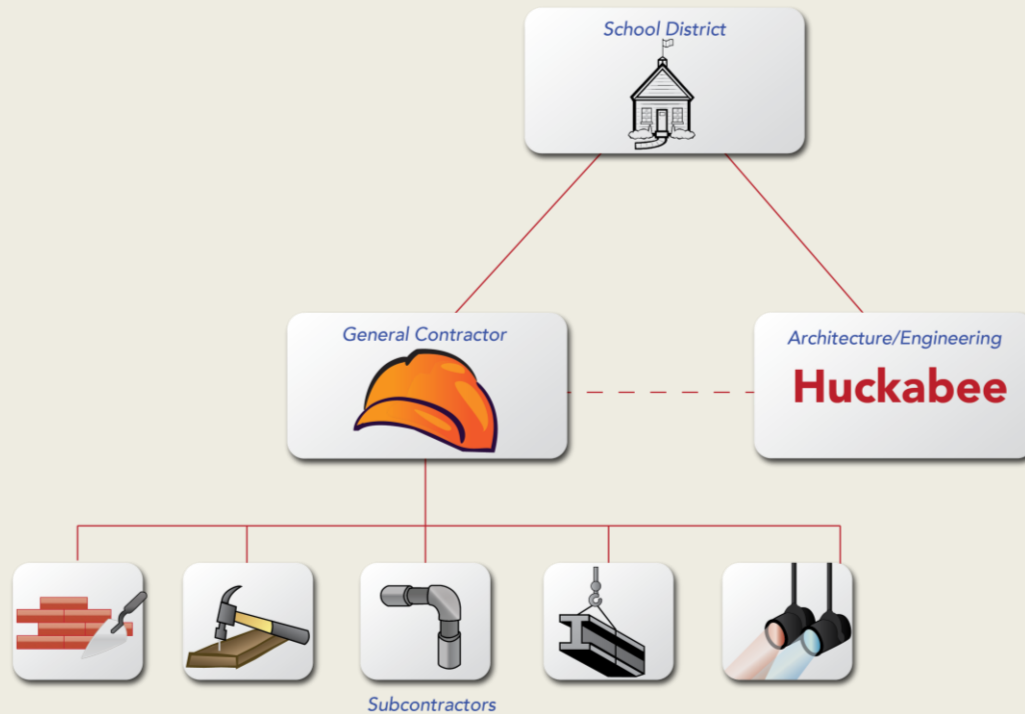 School District
General Contractor
Architecture/Engineering
Huckabee
Subcontractors